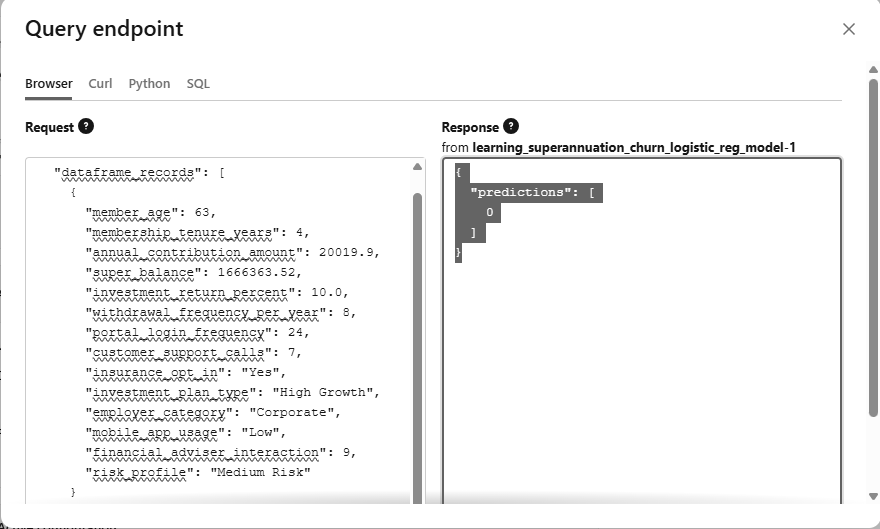 Query endpoint
Browser Curl Python SQL
Request ?
"dataframe_records": [
{
"member_age": 63,
"membership_tenure_years": 4,
"annual_contribution_amount": 20019.9,
"super_balance": 1666363.52,
"investment_return_percent": 10.0,
"withdrawal_frequency_per_year": 8,
"portal_login_frequency": 24,
"customer_support_calls": 7,
"insurance_opt_in": "Yes",
"investment_plan_type": "High Growth",
"employer_category": "Corporate",
"mobile_app_usage": "Low",
"financial_adviser_interaction": 9,
"risk_profile": "Medium Risk"
}
Response ?
from learning_superannuation_churn_logistic_reg_model-1
{
"predictions": [
0
]
}